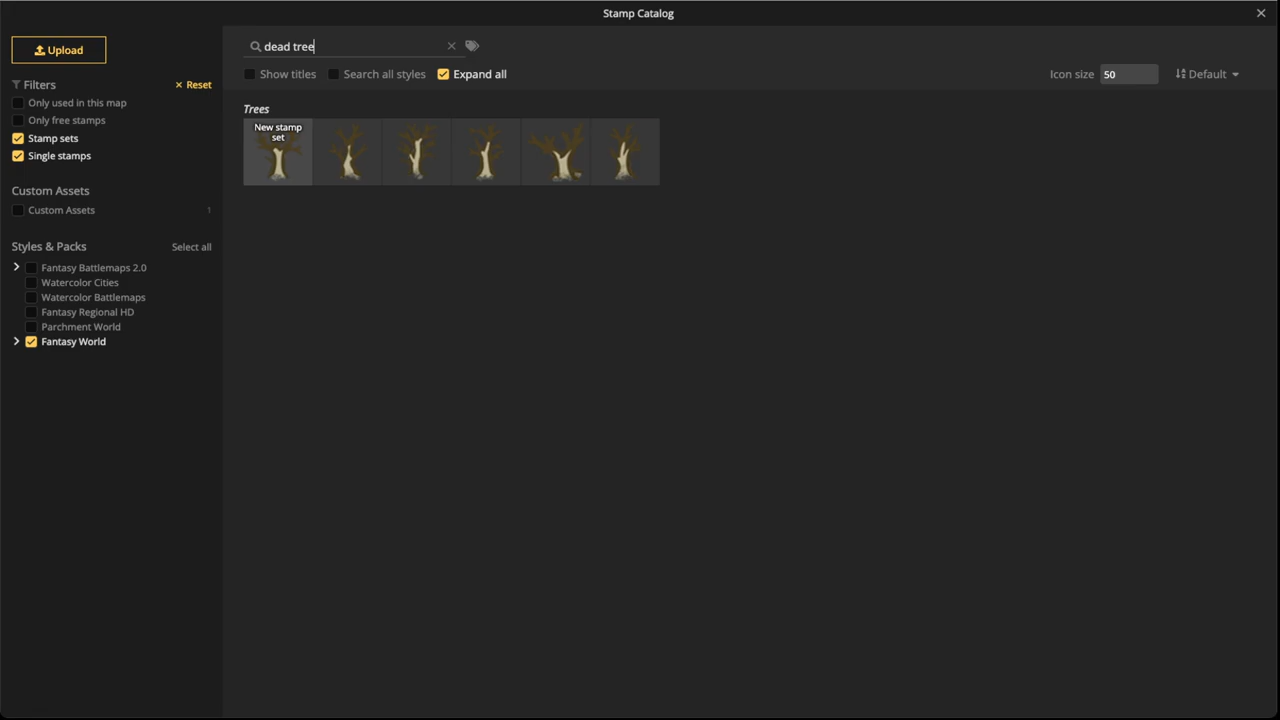 Stamp Catalog
Upload
dead tree
Show titles
Search all styles
Expand all
Icon size 50
Default
Filters
Reset
Only used in this map
Only free stamps
Stamp sets
Single stamps
Custom Assets
Custom Assets 1
Styles & Packs
Select all
Fantasy Battlemaps 2.0
Watercolor Cities
Watercolor Battlemaps
Fantasy Regional HD
Parchment World
Fantasy World
Trees
New stamp
set